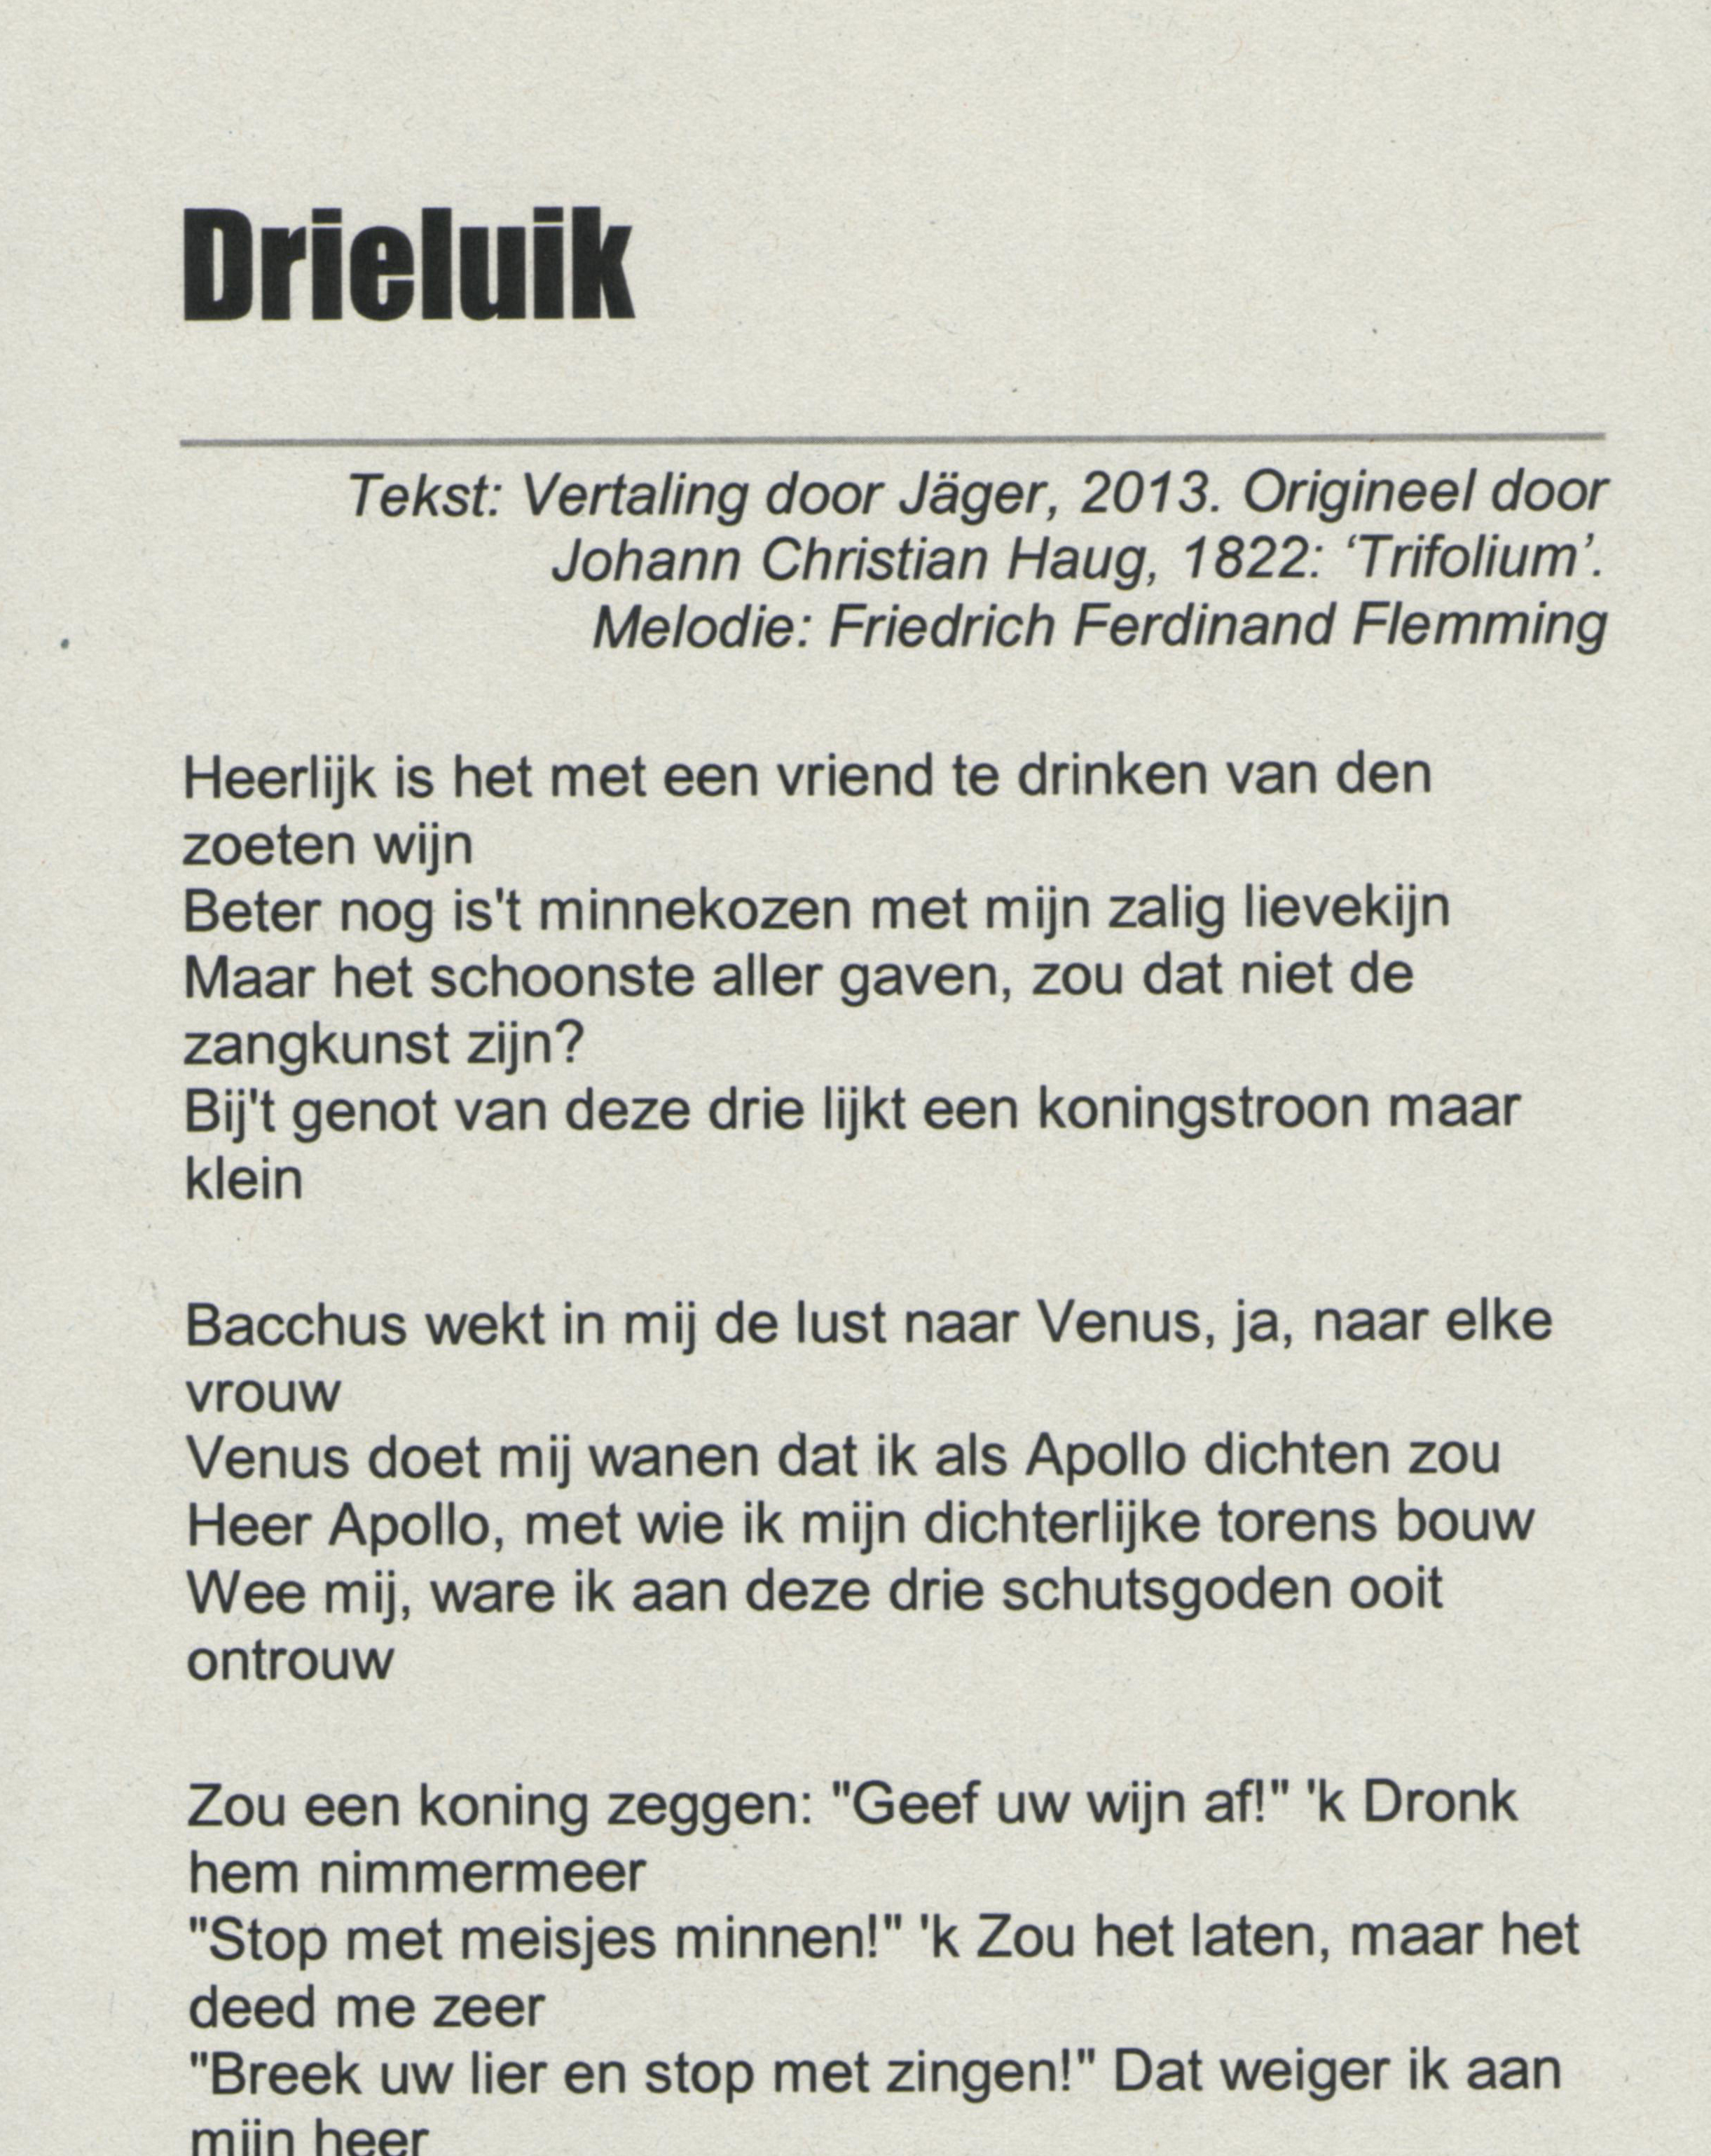 Drieluik
Tekst: Vertaling door Jäger, 2013. Origineel door
Johann Christian Haug, 1822: ‘Trifolium’.
Melodie: Friedrich Ferdinand Flemming
Heerlijk is het met een vriend te drinken van den
zoeten wijn
Beter nog is't minnekozen met mijn zalig lievekijn
Maar het schoonste aller gaven, zou dat niet de
zangkunst zijn?
Bij't genot van deze drie lijkt een koningstroon maar
klein
Bacchus wekt in mij de lust naar Venus, ja, naar elke
vrouw
Venus doet mij wanen dat ik als Apollo dichten zou
Heer Apollo, met wie ik mijn dichterlijke torens bouw
Wee mij, ware ik aan deze drie schutsgoden ooit
ontrouw
Zou een koning zeggen: "Geef uw wijn af!" 'k Dronk
hem nimmermeer
"Stop met meisjes minnen!" 'k Zou het laten, maar het
deed me zeer
"Breek uw lier en stop met zingen!" Dat weiger ik aan
mijn heer